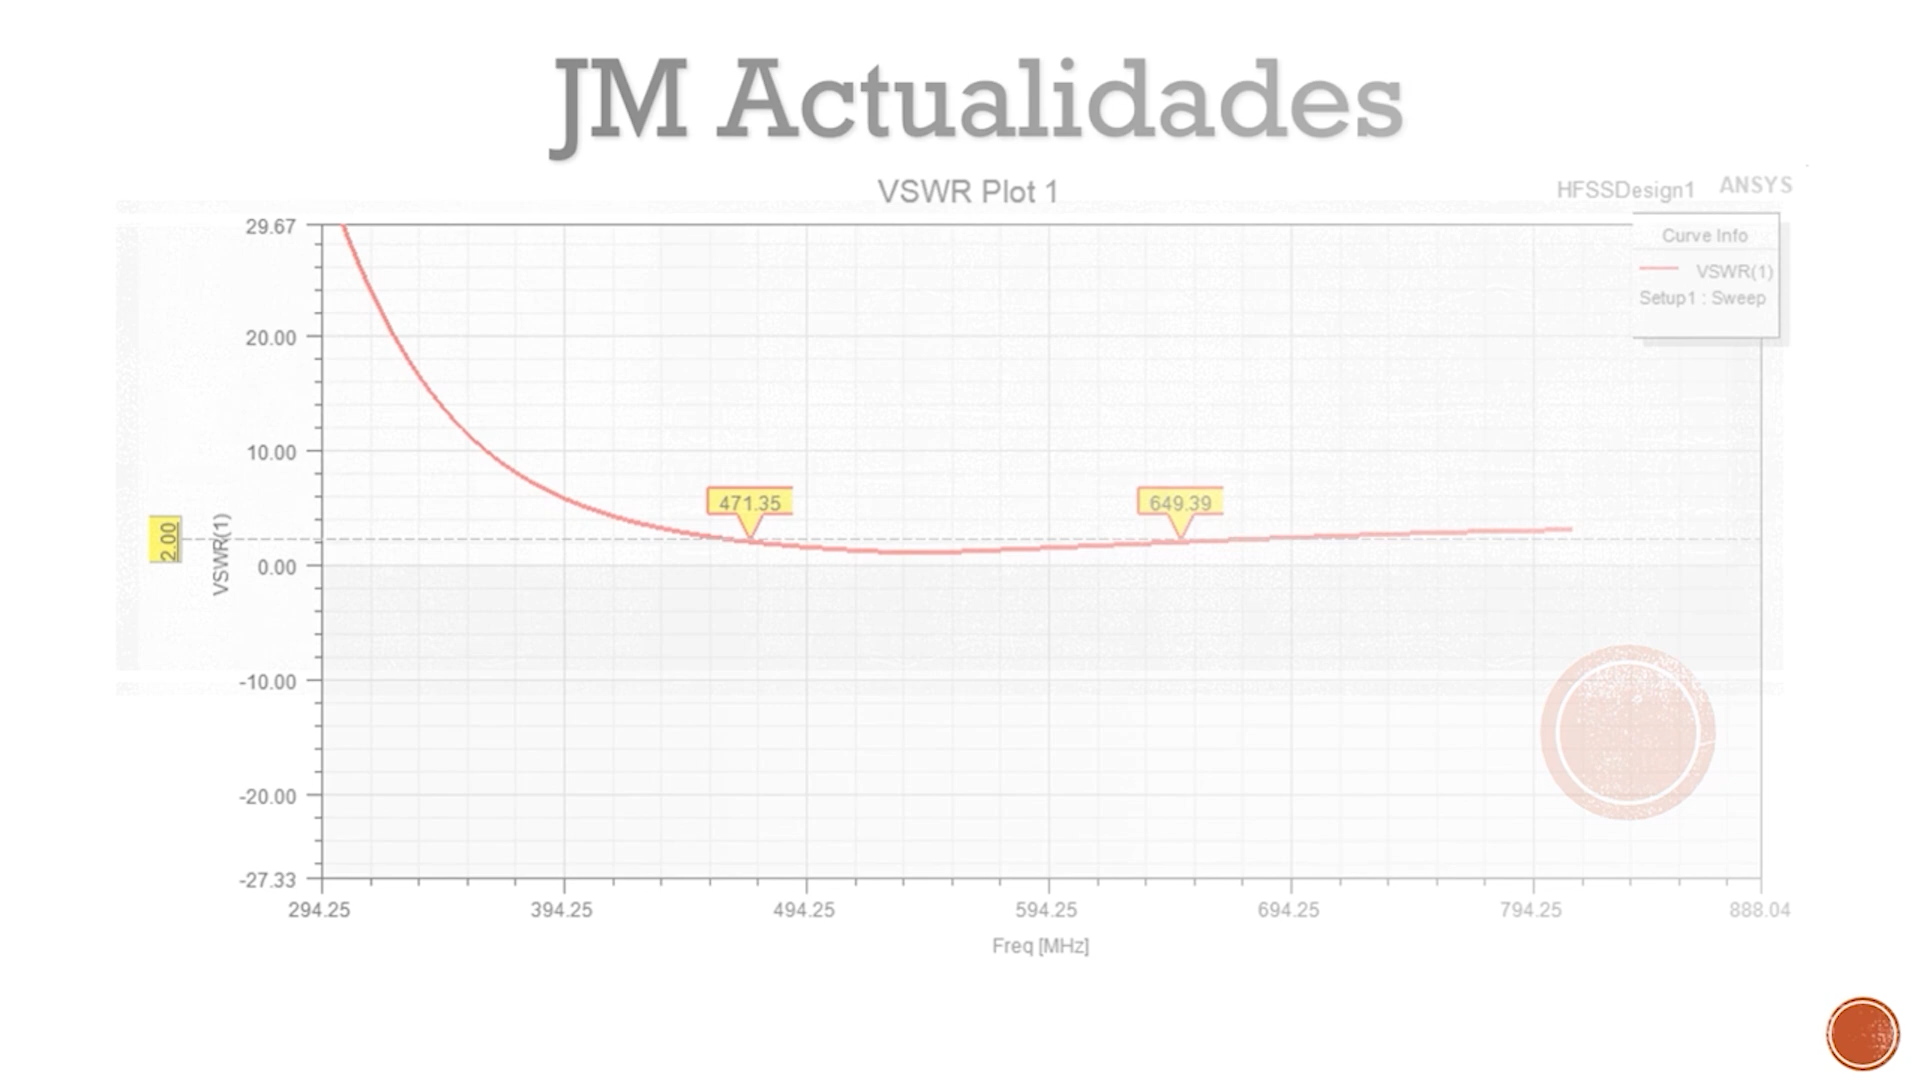 JM Actualidades
VSWR Plot 1
HFSSDesign1
ANSYS
Curve Info
VSWR(1)
Setup1 : Sweep
29.67
20.00
10.00
0.00
-10.00
-20.00
-27.33
VSWR(1)
2.00
471.35
649.39
294.25
394.25
494.25
594.25
694.25
794.25
888.04
Freq [MHz]